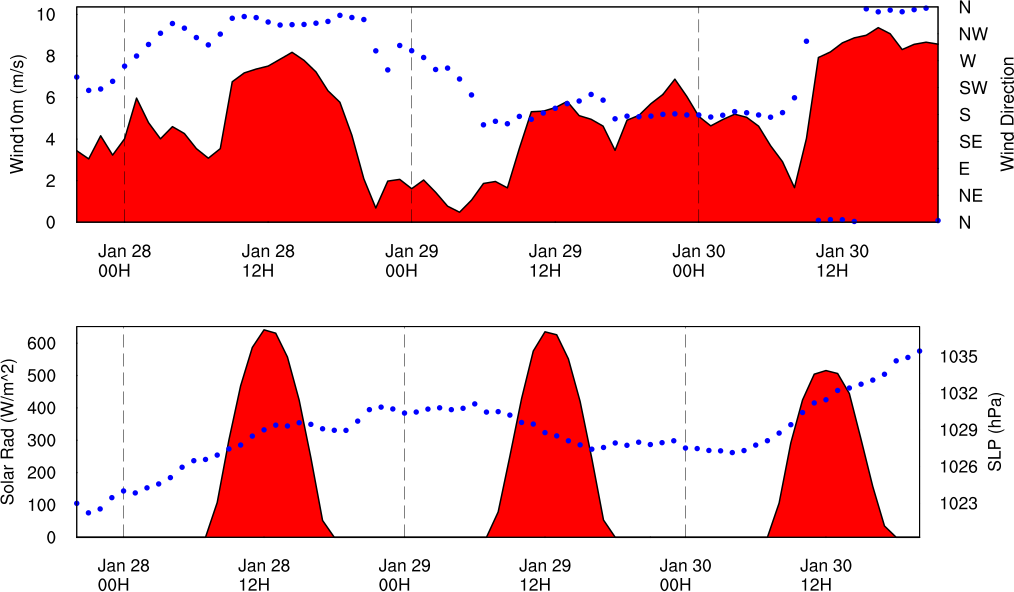 10
8
6
4
2
0
Wind10m (m/s)
N
NW
W
SW
S
SE
E
NE
N
Wind Direction
Jan 28 Jan 28 Jan 29 Jan 29 Jan 30 Jan 30
00H 12H 00H 12H 00H 12H
600
500
400
300
200
100
0
Solar Rad (W/m^2)
1035
1032
1029
1026
1023
SLP (hPa)
Jan 28 Jan 28 Jan 29 Jan 29 Jan 30 Jan 30
00H 12H 00H 12H 00H 12H